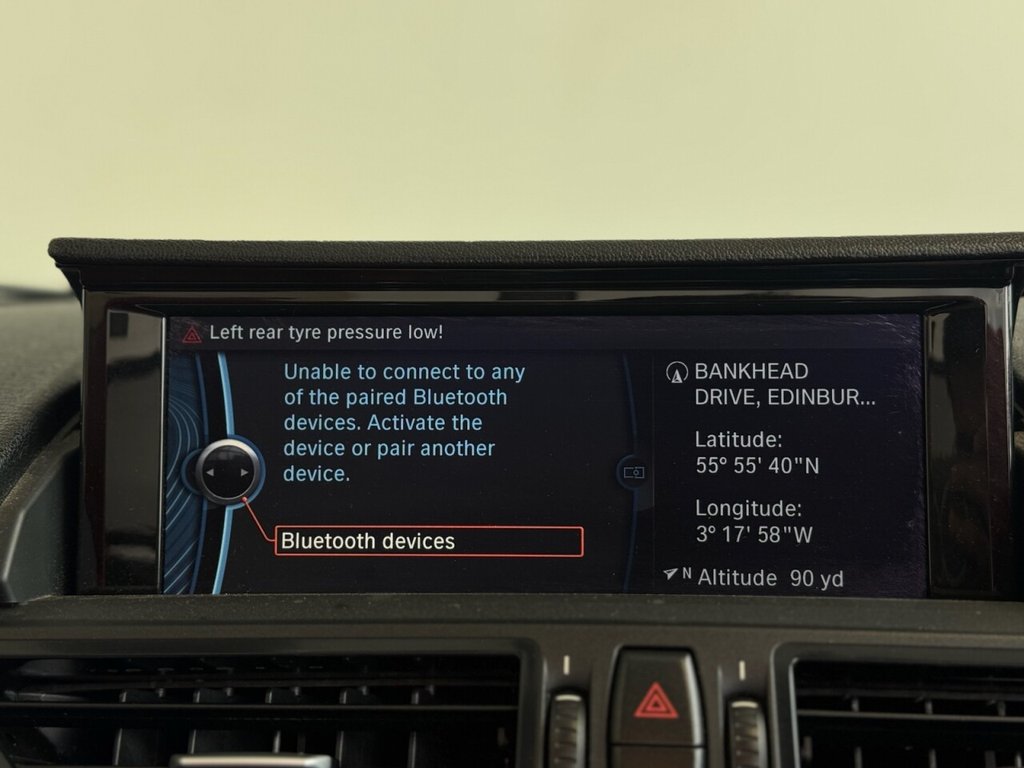 Left rear tyre pressure low!
Unable to connect to any
of the paired Bluetooth
devices. Activate the
device or pair another
device.
Bluetooth devices
BANKHEAD
DRIVE, EDINBUR...
Latitude:
55° 55' 40"N
Longitude:
3° 17' 58"W
N Altitude 90 yd